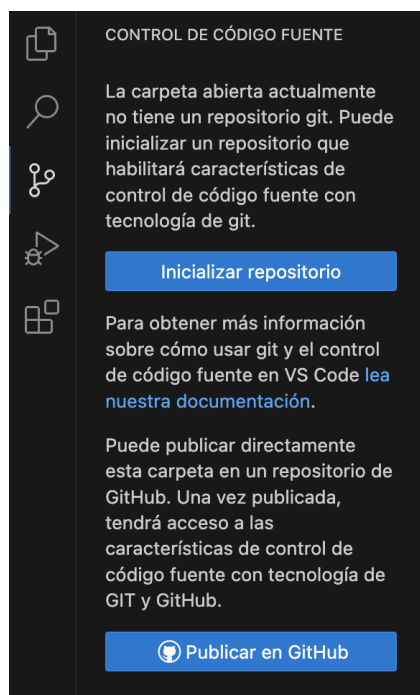 CONTROL DE CÓDIGO FUENTE
La carpeta abierta actualmente
no tiene un repositorio git. Puede
inicializar un repositorio que
habilitará características de
control de código fuente con
tecnología de git.
Inicializar repositorio
Para obtener más información
sobre cómo usar git y el control
de código fuente en VS Code lea
nuestra documentación.
Puede publicar directamente
esta carpeta en un repositorio de
GitHub. Una vez publicada,
tendrá acceso a las
características de control de
código fuente con tecnología de
GIT y GitHub.
Publicar en GitHub